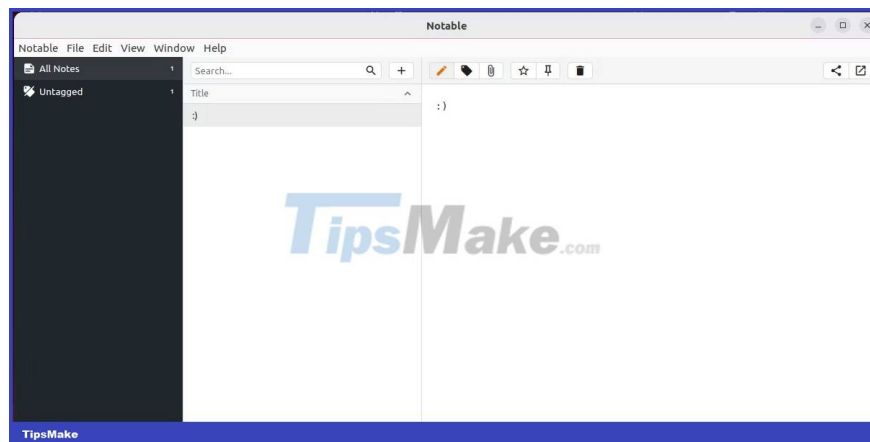 Notable
Notable File Edit View Window Help
All Notes 1
Untagged 1
Search...
Title
:)
:)
TipsMake.com
TipsMake